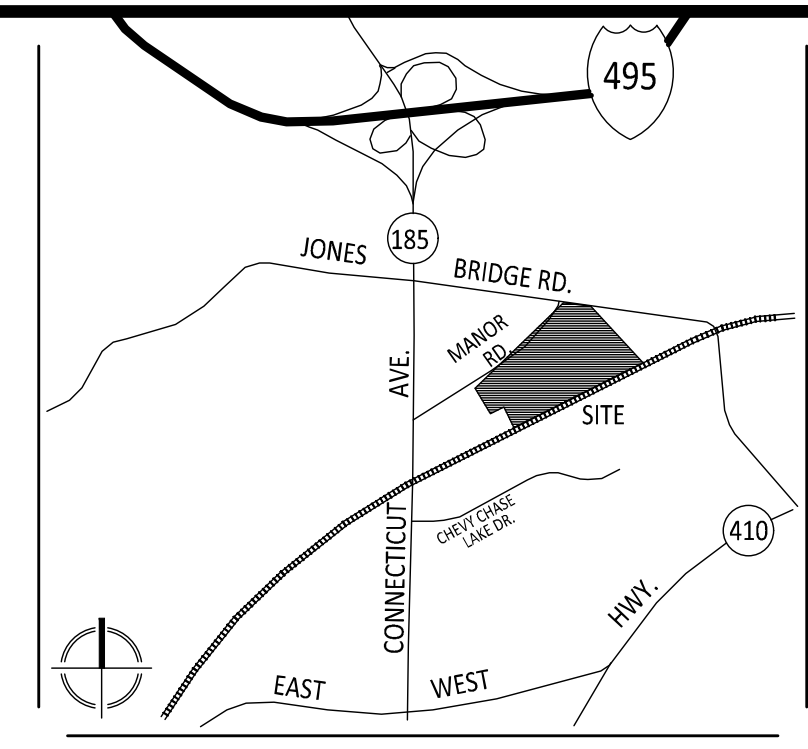 495
185
JONES
BRIDGE RD.
MANOR
RD.
AVE.
SITE
CHEVY CHASE
LAKE DR.
CONNECTICUT
410
HWY.
EAST
WEST